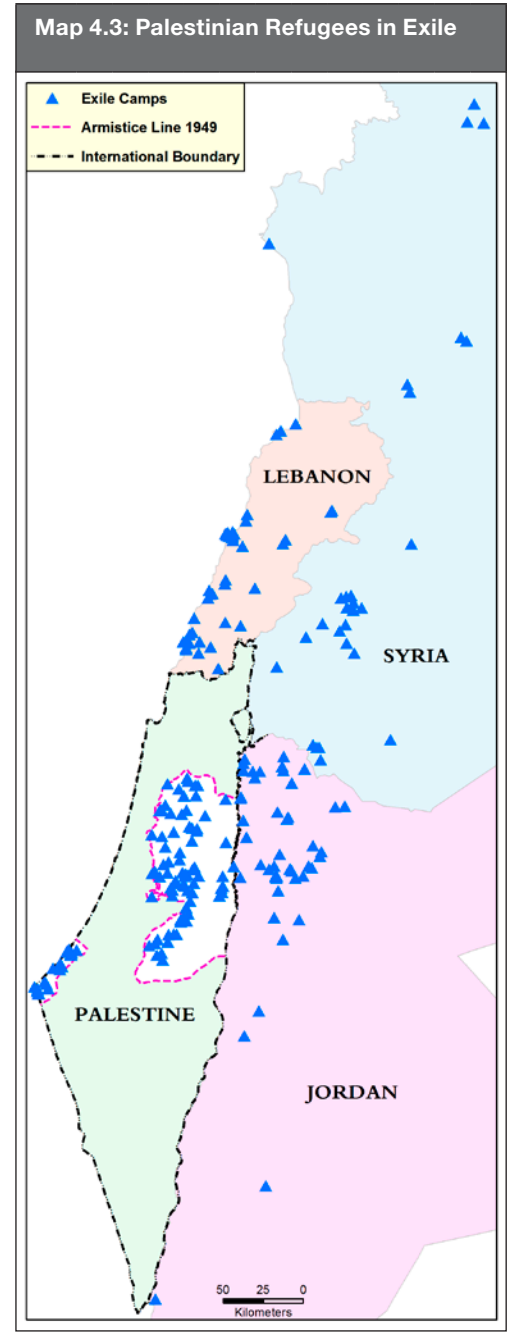 Map 4.3: Palestinian Refugees in Exile
Exile Camps
Armistice Line 1949
International Boundary
LEBANON
SYRIA
PALESTINE
JORDAN
50 25 0
Kilometers